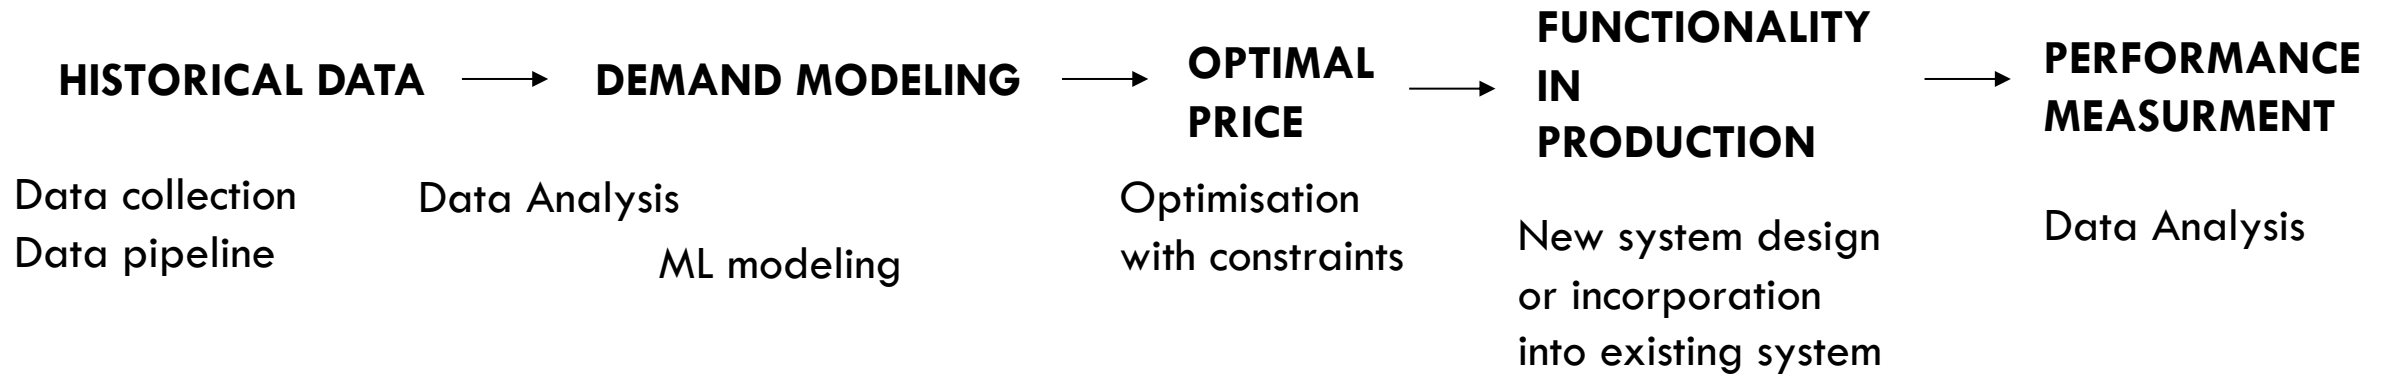 HISTORICAL DATA
DEMAND MODELING
OPTIMAL
PRICE
FUNCTIONALITY
IN
PRODUCTION
PERFORMANCE
MEASURMENT
Data collection
Data pipeline
Data Analysis
ML modeling
Optimisation
with constraints
New system design
or incorporation
into existing system
Data Analysis